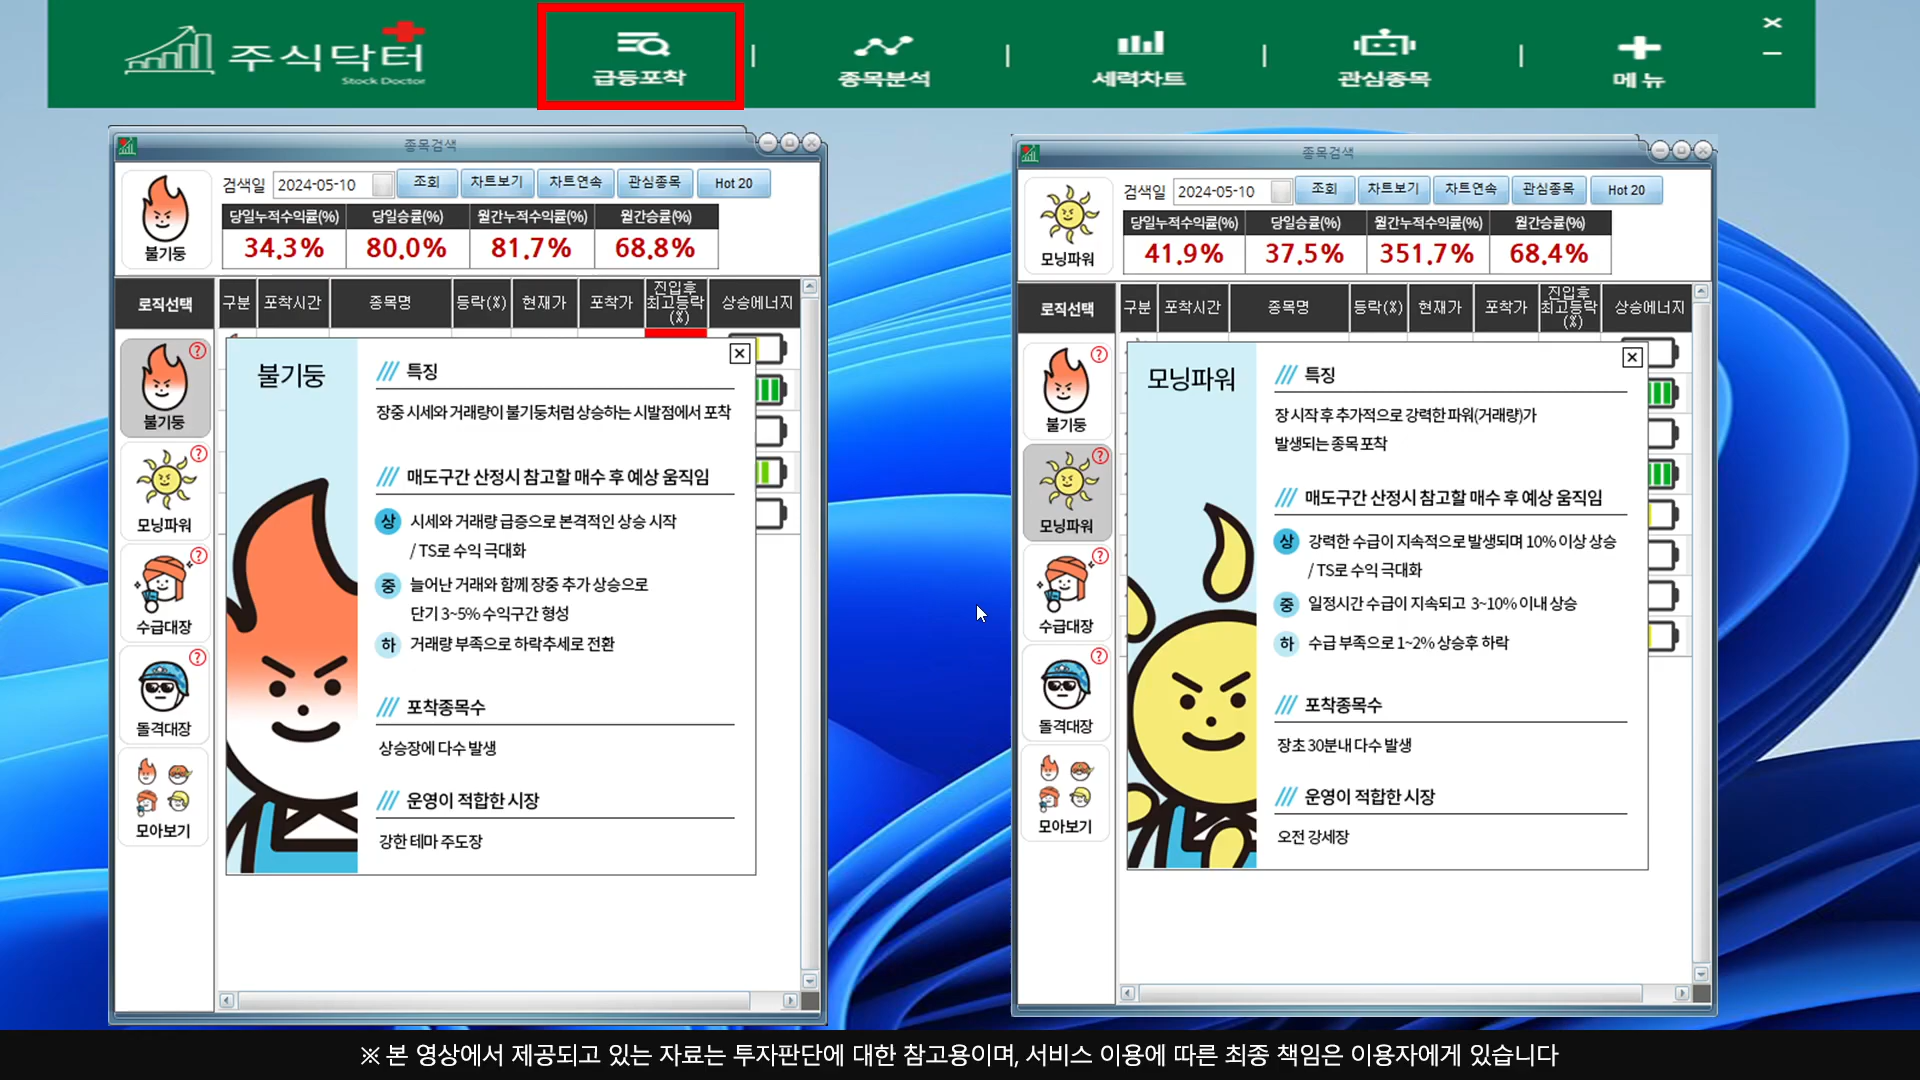 주식닥터
Stock Doctor
급등포착
종목분석
세력차트
관심종목
메뉴
종목검색
불기둥
검색일 2024-05-10 조회 차트보기 차트연속 관심종목 Hot 20
당일누적수익률(%) 당일승률(%) 월간누적수익률(%) 월간승률(%)
34.3% 80.0% 81.7% 68.8%
로직선택 구분 포착시간 종목명 등락(%) 현재가 포착가 진입후 최고등락 (%) 상승에너지
불기둥
모닝파워
수급대장
돌격대장
모아보기
불기둥
/// 특징
장중 시세와 거래량이 불기둥처럼 상승하는 시발점에서 포착
/// 매도구간 산정시 참고할 매수 후 예상 움직임
상 시세와 거래량 급증으로 본격적인 상승 시작
/ TS로 수익 극대화
중 늘어난 거래와 함께 장중 추가 상승으로
단기 3~5% 수익구간 형성
하 거래량 부족으로 하락추세로 전환
/// 포착종목수
상승장에 다수 발생
/// 운영이 적합한 시장
강한 테마 주도장
종목검색
모닝파워
검색일 2024-05-10 조회 차트보기 차트연속 관심종목 Hot 20
당일누적수익률(%) 당일승률(%) 월간누적수익률(%) 월간승률(%)
41.9% 37.5% 351.7% 68.4%
로직선택 구분 포착시간 종목명 등락(%) 현재가 포착가 진입후 최고등락 (%) 상승에너지
불기둥
모닝파워
수급대장
돌격대장
모아보기
모닝파워
/// 특징
장 시작 후 추가적으로 강력한 파워(거래량)가
발생되는 종목 포착
/// 매도구간 산정시 참고할 매수 후 예상 움직임
상 강력한 수급이 지속적으로 발생되며 10% 이상 상승
/ TS로 수익 극대화
중 일정시간 수급이 지속되고 3~10% 이내 상승
하 수급 부족으로 1~2% 상승후 하락
/// 포착종목수
장초 30분내 다수 발생
/// 운영이 적합한 시장
오전 강세장
※ 본 영상에서 제공되고 있는 자료는 투자판단에 대한 참고용이며, 서비스 이용에 따른 최종 책임은 이용자에게 있습니다